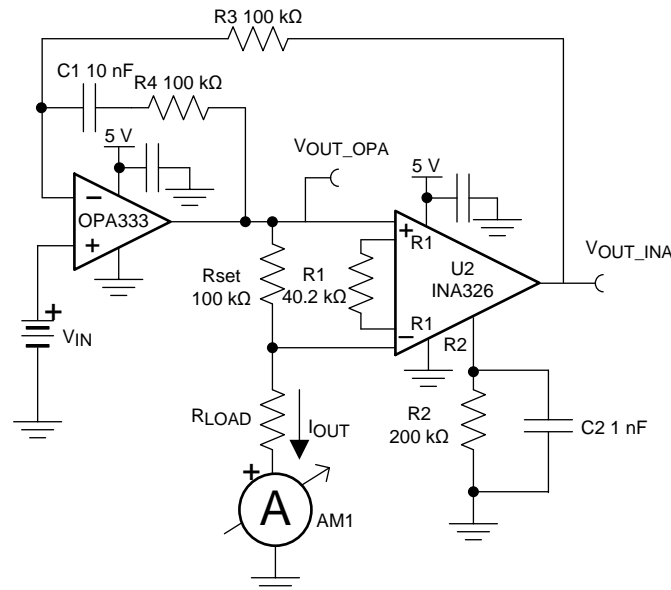 R3 100 kΩ
C1 10 nF
R4 100 kΩ
5 V
VOUT_OPA
5 V
−
OPA333
+
+
R1
VOUT_INA
Rset
100 kΩ
R1
40.2 kΩ
U2
INA326
+
VIN
R1
−
R2
RLOAD
IOUT
R2
200 kΩ
C2 1 nF
+
A
AM1